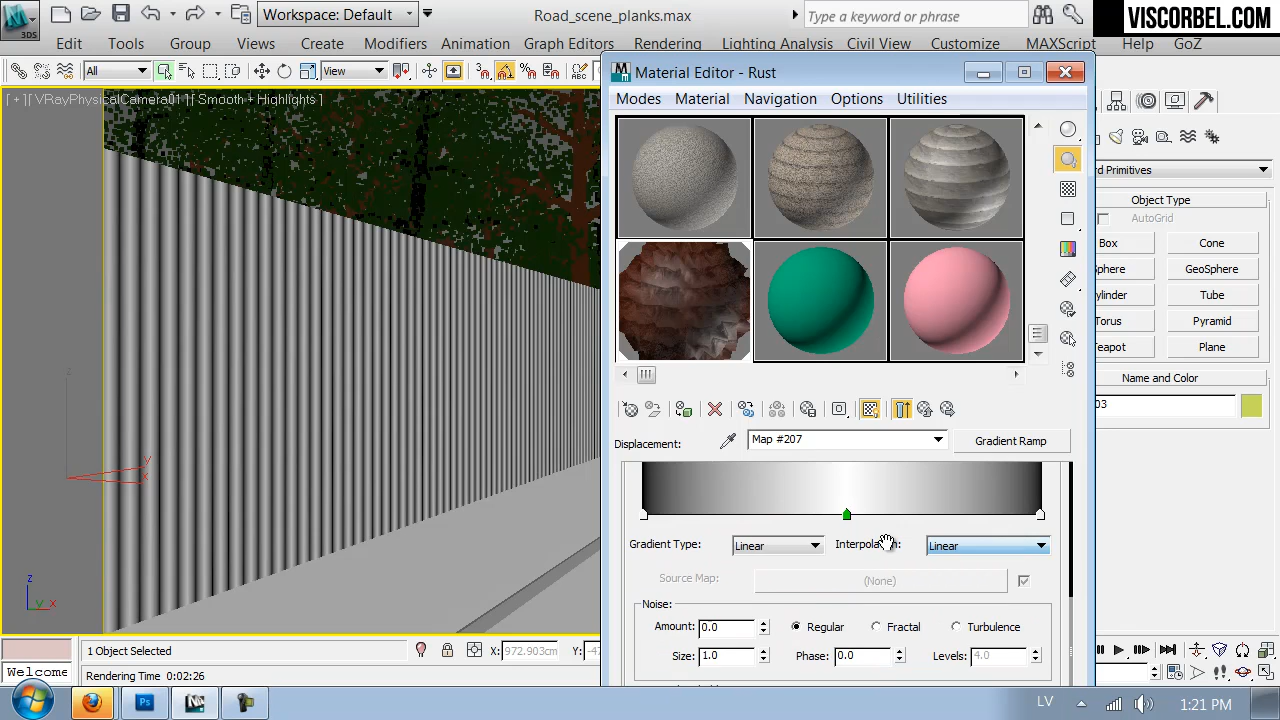 3DS
Workspace: Default
Road_scene_planks.max
Type a keyword or phrase
VISCORBEL.COM
Edit Tools Group Views Create Modifiers Animation Graph Editors Rendering Lighting Analysis Civil View Customize MAXScript Help GoZ
All
View
ABC
[ + ][ VRayPhysicalCamera01 ][ Smooth + Highlights ]
Material Editor - Rust
Modes Material Navigation Options Utilities
AutoGrid
Object Type
Box Cone
GeoSphere
Tube
Torus Pyramid
Teapot Plane
Name and Color
03
Displacement: Map #207 Gradient Ramp
Gradient Type: Linear Linear
Source Map: (None)
Noise:
Amount: 0.0 Regular Fractal Turbulence
Size: 1.0 Phase: 0.0 Levels: 4.0
z
y
x
z
y x
1 Object Selected
X: 972.903cm Y:
Welcome
Rendering Time 0:02:26
Ps
LV
1:21 PM